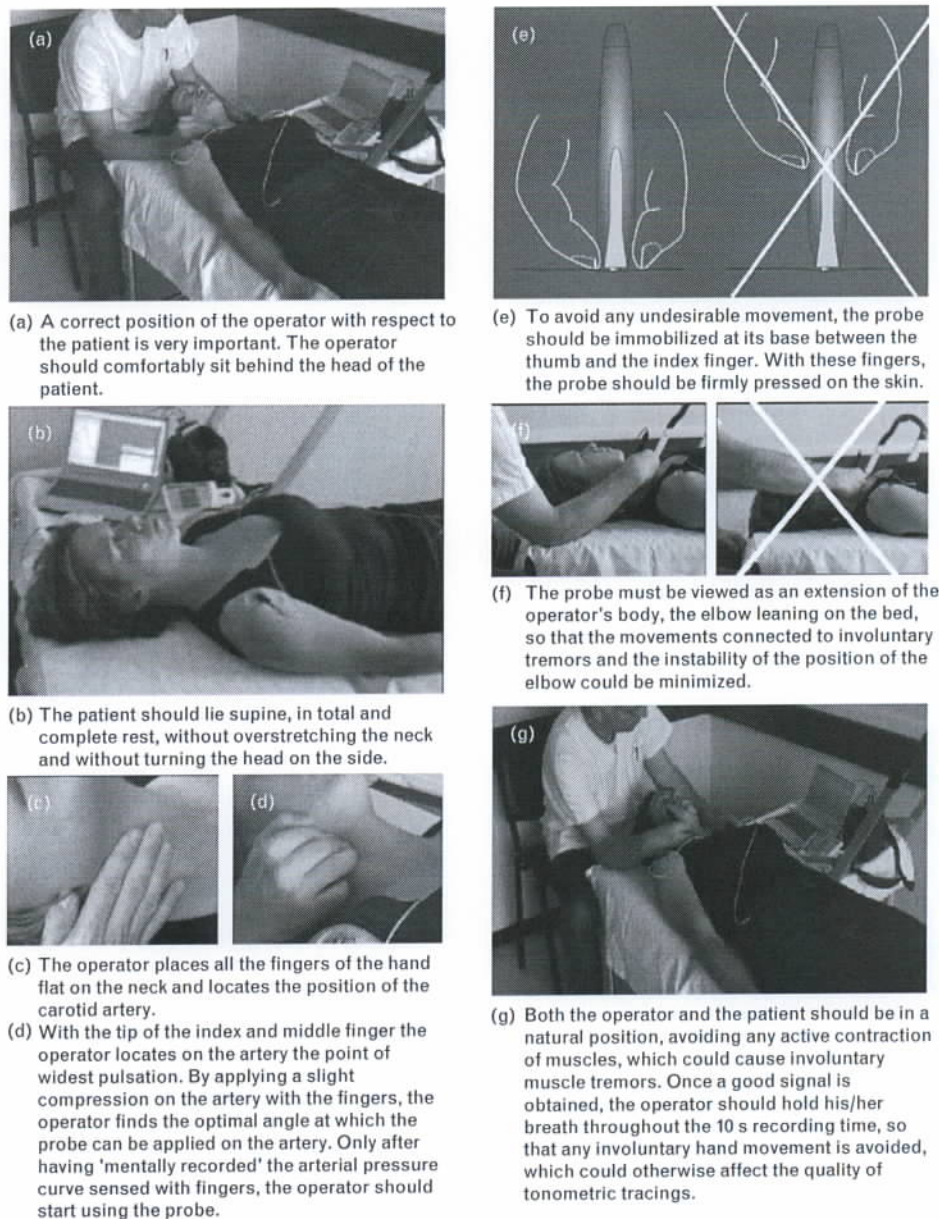 (a)
(a) A correct position of the operator with respect to
the patient is very important. The operator
should comfortably sit behind the head of the
patient.
(b)
(b) The patient should lie supine, in total and
complete rest, without overstretching the neck
and without turning the head on the side.
(c)
(d)
(c) The operator places all the fingers of the hand
flat on the neck and locates the position of the
carotid artery.
(d) With the tip of the index and middle finger the
operator locates on the artery the point of
widest pulsation. By applying a slight
compression on the artery with the fingers, the
operator finds the optimal angle at which the
probe can be applied on the artery. Only after
having 'mentally recorded' the arterial pressure
curve sensed with fingers, the operator should
start using the probe.
(e)
(e) To avoid any undesirable movement, the probe
should be immobilized at its base between the
thumb and the index finger. With these fingers,
the probe should be firmly pressed on the skin.
(f)
(f) The probe must be viewed as an extension of the
operator's body, the elbow leaning on the bed,
so that the movements connected to involuntary
tremors and the instability of the position of the
elbow could be minimized.
(g)
(g) Both the operator and the patient should be in a
natural position, avoiding any active contraction
of muscles, which could cause involuntary
muscle tremors. Once a good signal is
obtained, the operator should hold his/her
breath throughout the 10 s recording time, so
that any involuntary hand movement is avoided,
which could otherwise affect the quality of
tonometric tracings.